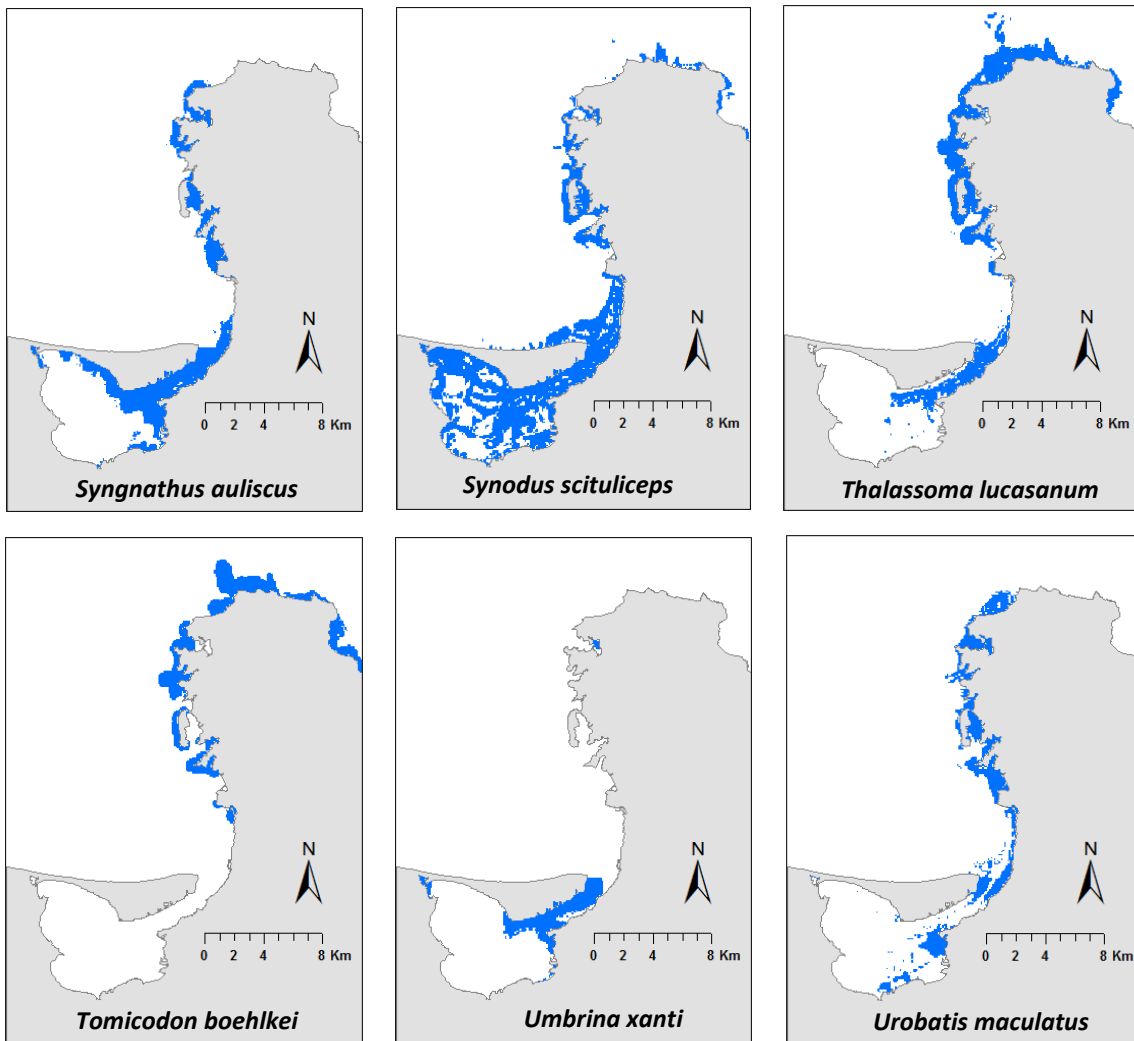 N
0 2 4 8 Km
Syngnathus auliscus
N
0 2 4 8 Km
Synodus scituliceps
N
0 2 4 8 Km
Thalassoma lucasanum
N
0 2 4 8 Km
Tomicodon boehlkei
N
0 2 4 8 Km
Umbrina xanti
N
0 2 4 8 Km
Urobatis maculatus